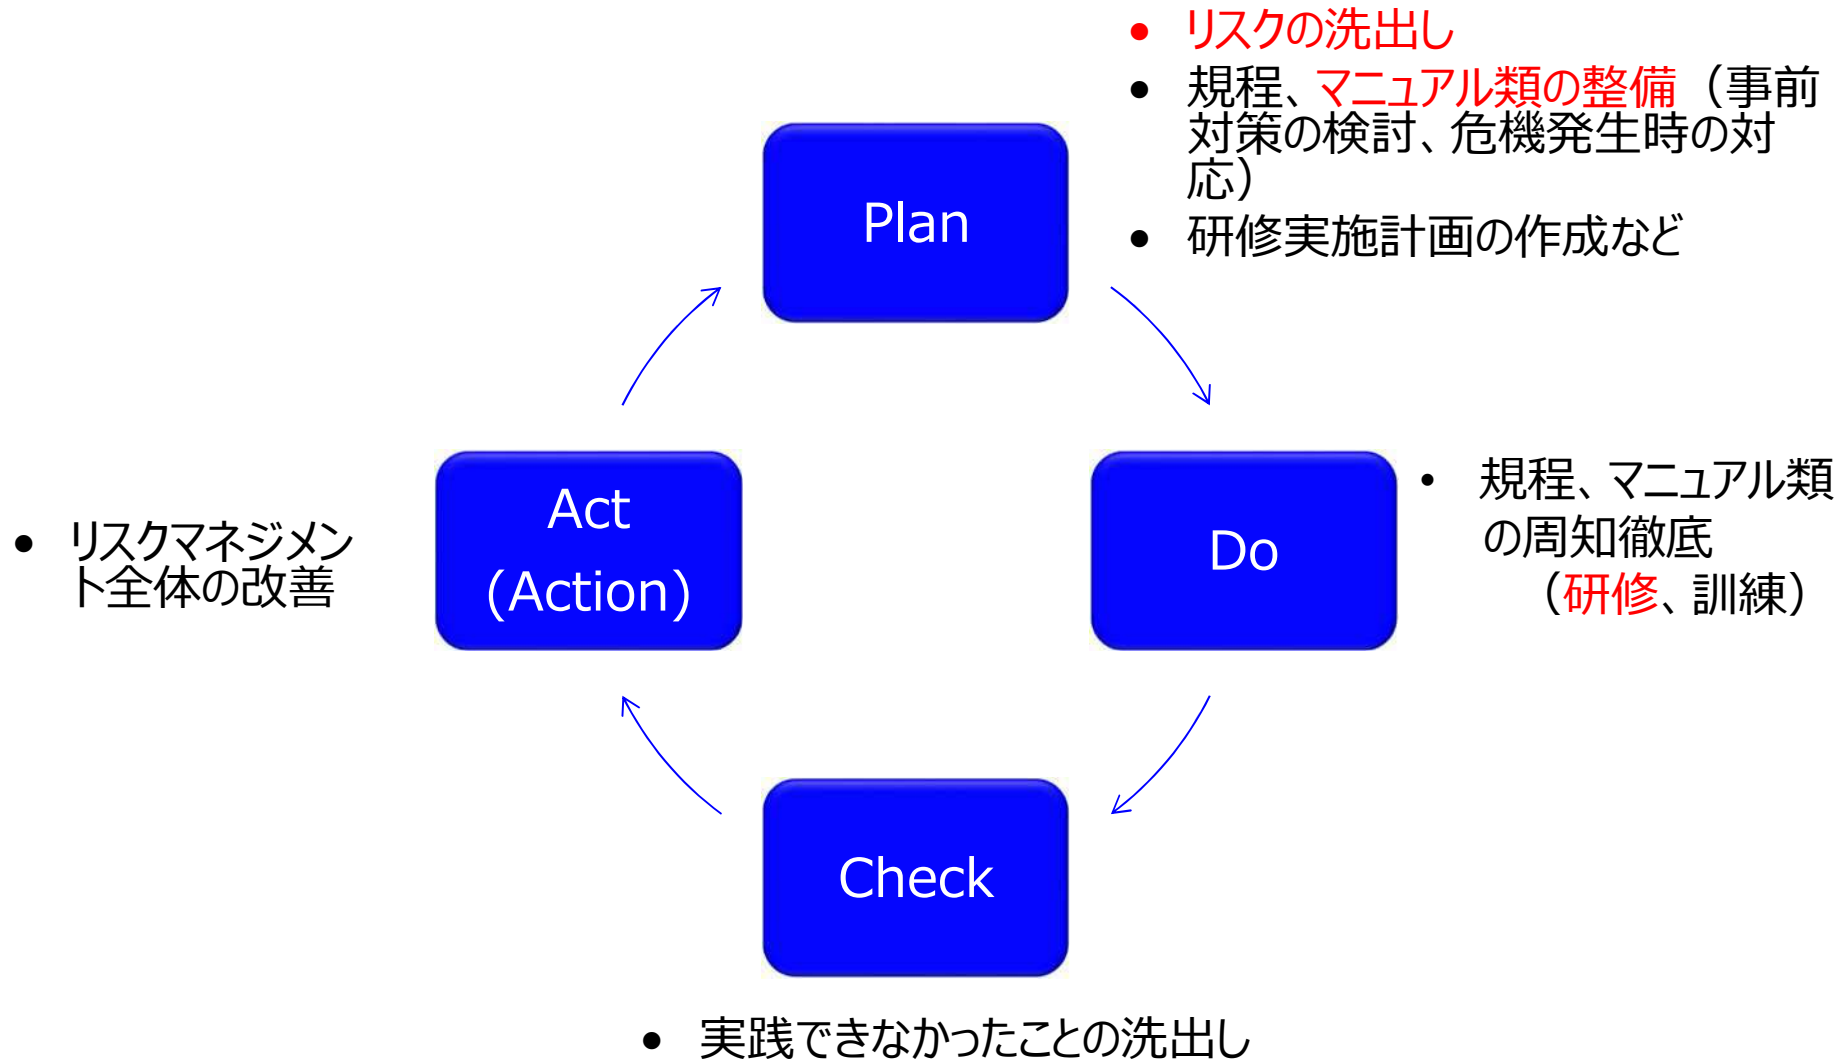 ● リスクの洗出し
● 規程、マニュアル類の整備（事前
対策の検討、危機発生時の対
応）
● 研修実施計画の作成など
Plan
Act
(Action)
● リスクマネジメン
ト全体の改善
Do
• 規程、マニュアル類
の周知徹底
（研修、訓練）
Check
● 実践できなかったことの洗出し